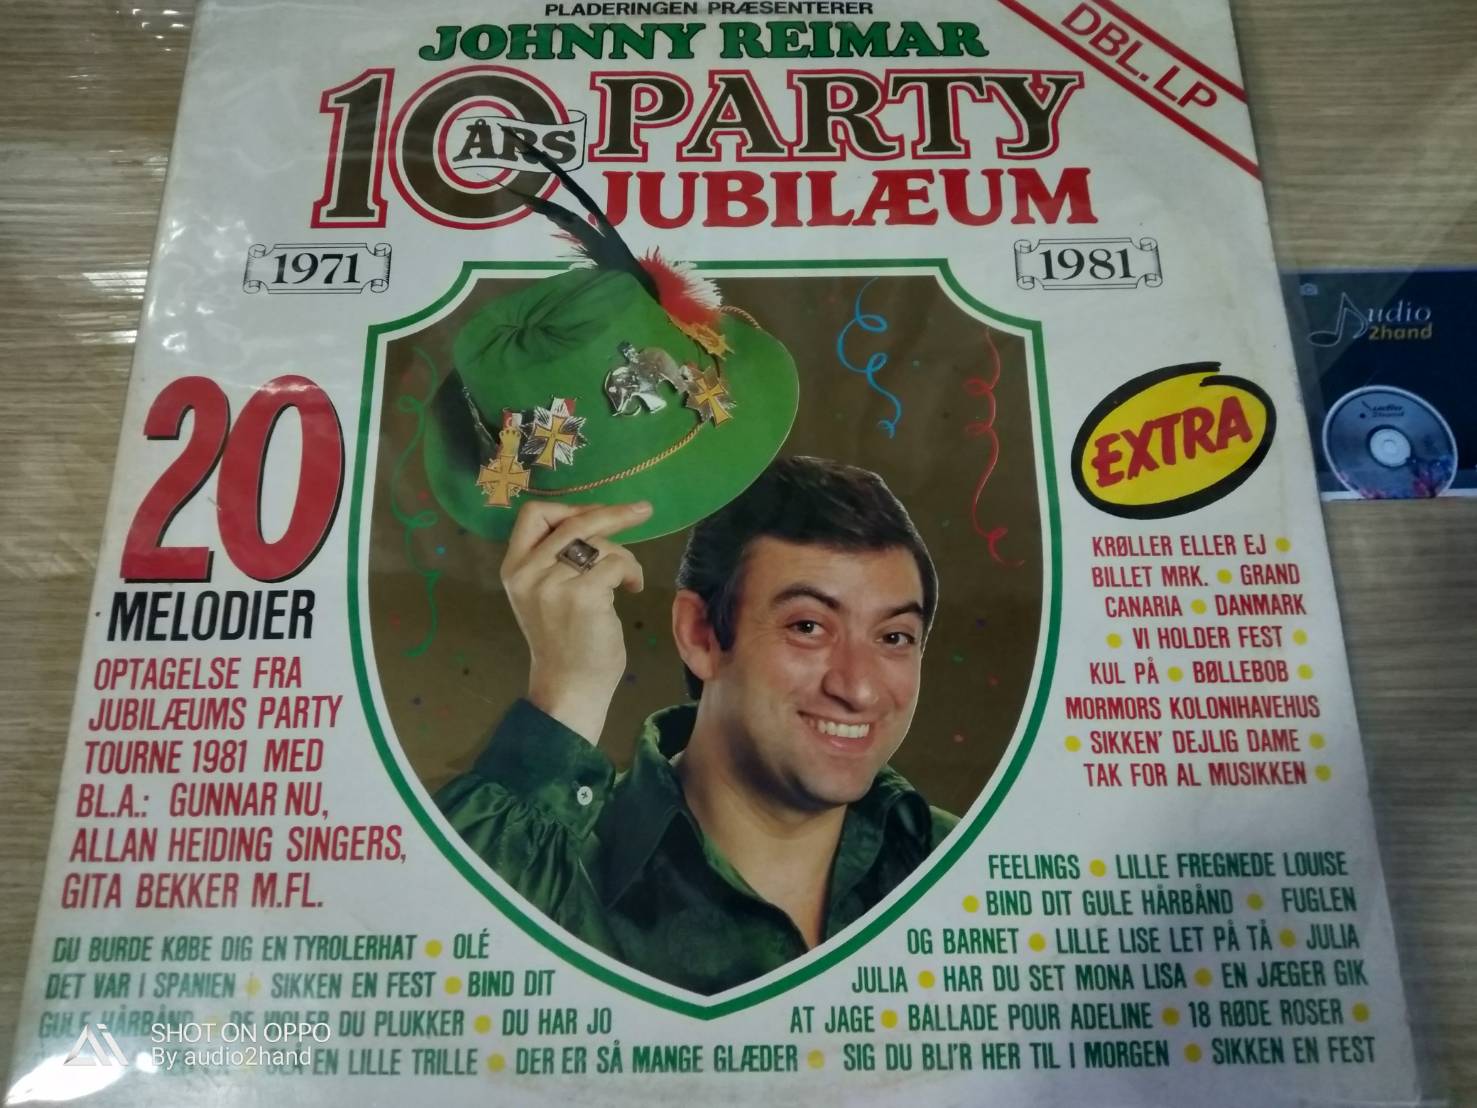 PLADERINGEN PRÆSENTERER
JOHNNY REIMAR
DBL. LP
10 ÅRS PARTY
JUBILÆUM
1971
1981
udio
2hand
20
MELODIER
OPTAGELSE FRA
JUBILÆUMS PARTY
TOURNE 1981 MED
BL.A.: GUNNAR NU,
ALLAN HEIDING SINGERS,
GITA BEKKER M.FL.
EXTRA
KRØLLER ELLER EJ •
BILLET MRK. • GRAND
CANARIA • DANMARK
• VI HOLDER FEST •
KUL PÅ • BØLLEBOB •
MORMORS KOLONIHAVEHUS
• SIKKEN' DEJLIG DAME •
TAK FOR AL MUSIKKEN •
DU BURDE KØBE DIG EN TYROLERHAT • OLÉ
DET VAR I SPANIEN • SIKKEN EN FEST • BIND DIT
GULE HÅRBÅND • DE VIOLER DU PLUKKER • DU HAR JO
EN LILLE TRILLE • DER ER SÅ MANGE GLÆDER •
FEELINGS • LILLE FREGNEDE LOUISE
• BIND DIT GULE HÅRBÅND • FUGLEN
OG BARNET • LILLE LISE LET PÅ TÅ • JULIA
JULIA • HAR DU SET MONA LISA • EN JÆGER GIK
AT JAGE • BALLADE POUR ADELINE • 18 RØDE ROSER •
SIG DU BLI'R HER TIL I MORGEN • SIKKEN EN FEST
SHOT ON OPPO
By audio2hand